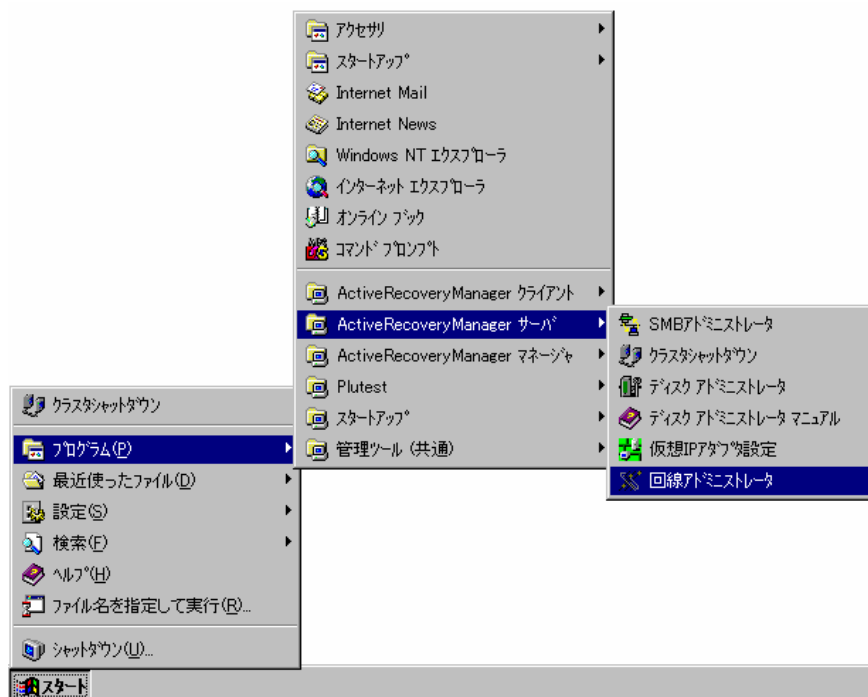 アクセサリ
スタートアップ
Internet Mail
Internet News
Windows NT エクスプローラ
インターネット エクスプローラ
オンライン ブック
コマンド プロンプト
ActiveRecoveryManager クライアント
ActiveRecoveryManager サーバ
ActiveRecoveryManager マネージャ
Plutest
スタートアップ
管理ツール (共通)
SMBアドミニストレータ
クラスタシャットダウン
ディスク アドミニストレータ
ディスク アドミニストレータ マニュアル
仮想IPアダプタ設定
回線アドミニストレータ
クラスタシャットダウン
プログラム(P)
最近使ったファイル(D)
設定(S)
検索(F)
ヘルプ(H)
ファイル名を指定して実行(R)...
シャットダウン(U)...
スタート